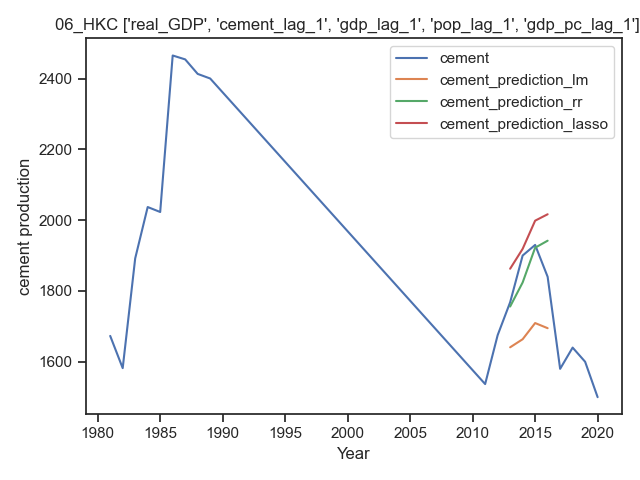 06_HKC ['real_GDP', 'cement_lag_1', 'gdp_lag_1', 'pop_lag_1', 'gdp_pc_lag_1']
cement
cement_prediction_lm
cement_prediction_rr
cement_prediction_lasso
cement production
2400
2200
2000
1800
1600
1980
1985
1990
1995
2000
2005
2010
2015
2020
Year